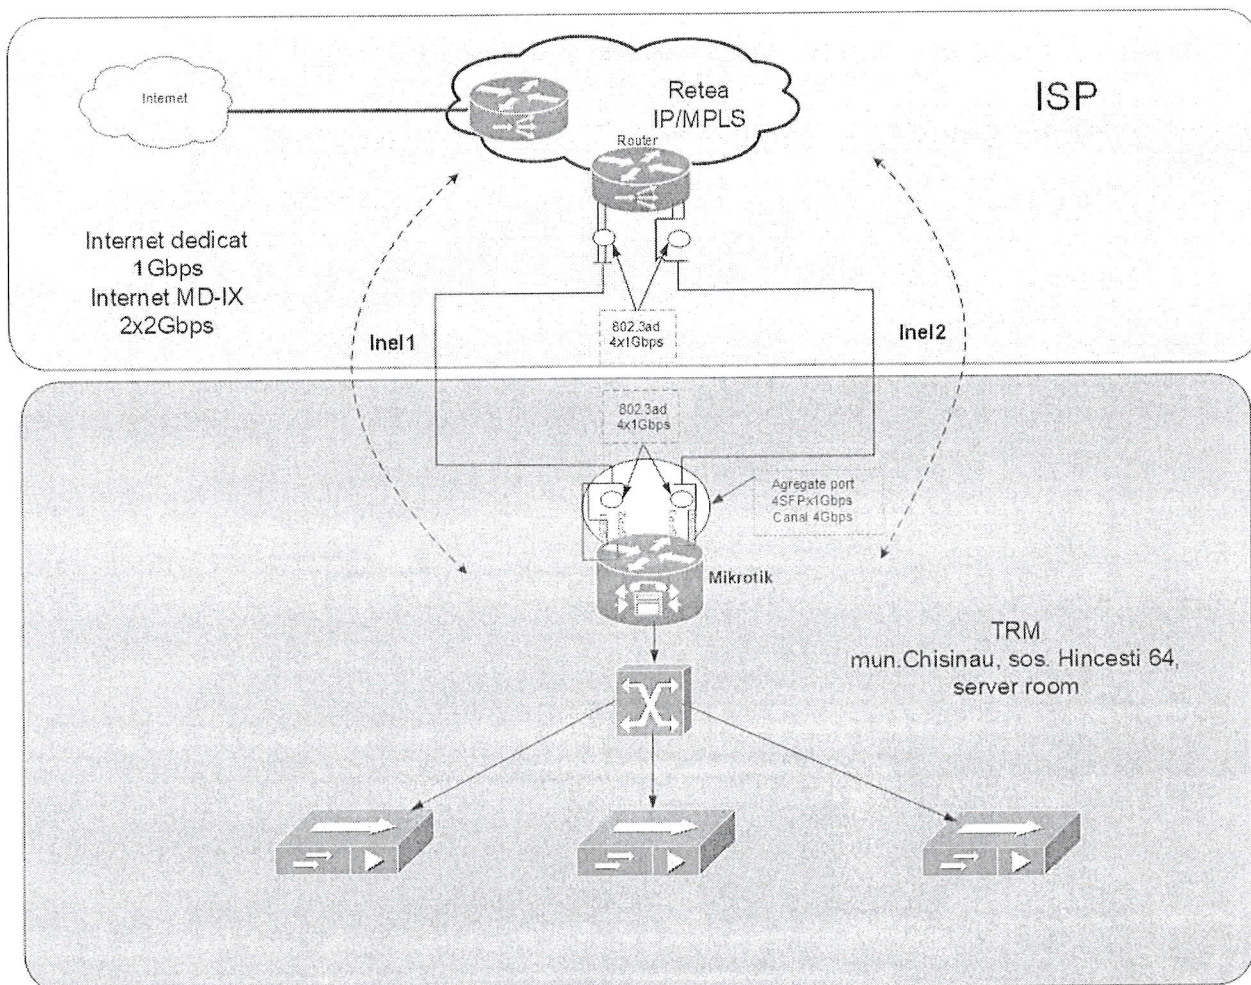 Internet
Retea
IP/MPLS
ISP
Router
Internet dedicat
1Gbps
Internet MD-IX
2x2Gbps
802.3ad
4x1Gbps
Inel1
Inel2
802.3ad
4x1Gbps
Agregate port
4SFPx1Gbps
Canal 4Gbps
Mikrotik
TRM
mun.Chisinau, sos. Hincesti 64,
server room